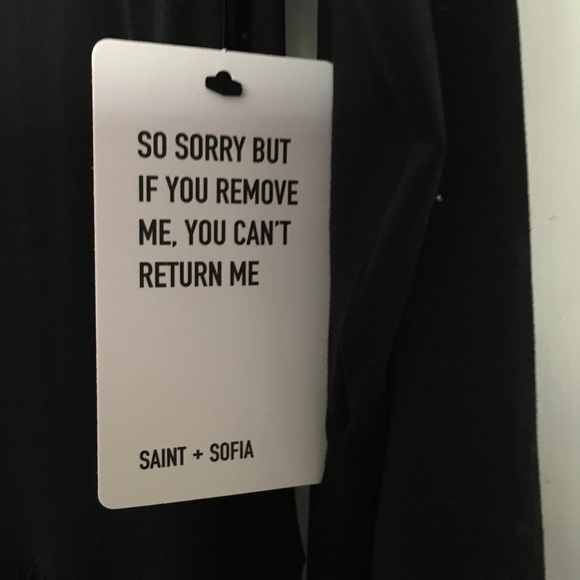 SO SORRY BUT
IF YOU REMOVE
ME, YOU CAN'T
RETURN ME
SAINT + SOFIA